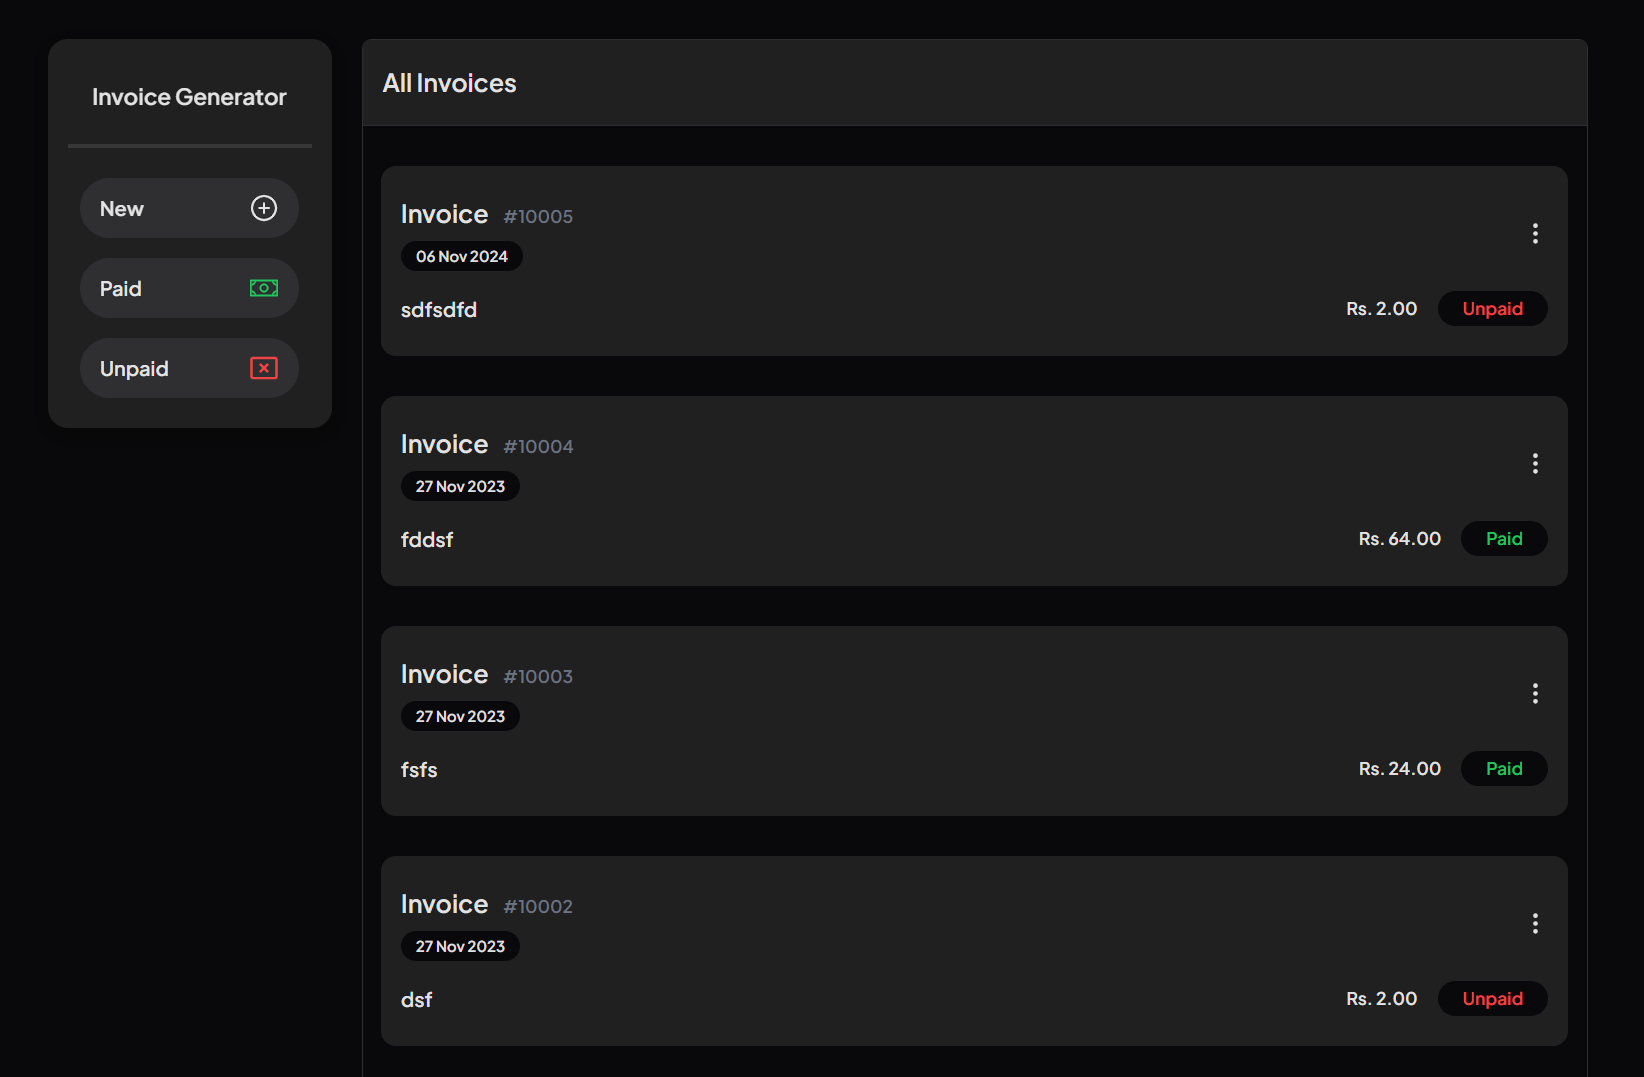 Invoice Generator
New
Paid
Unpaid
All Invoices
Invoice #10005
06 Nov 2024
sdfsdfd
Rs. 2.00 Unpaid
Invoice #10004
27 Nov 2023
fddsf
Rs. 64.00 Paid
Invoice #10003
27 Nov 2023
fsfs
Rs. 24.00 Paid
Invoice #10002
27 Nov 2023
dsf
Rs. 2.00 Unpaid